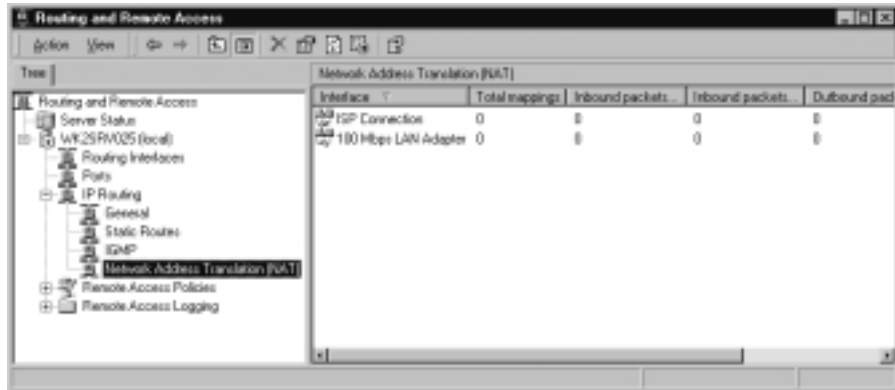 Routing and Remote Access
Action View
Tree
Network Address Translation (NAT)
Routing and Remote Access
Server Status
WK2SRV025 (local)
Routing Interfaces
Ports
IP Routing
General
Static Routes
IGMP
Network Address Translation (NAT)
Remote Access Policies
Remote Access Logging
Interface Total mappings Inbound packets... Inbound packets... Outbound pack
ISP Connection 0 0 0 0
100 Mbps LAN Adapter 0 0 0 0